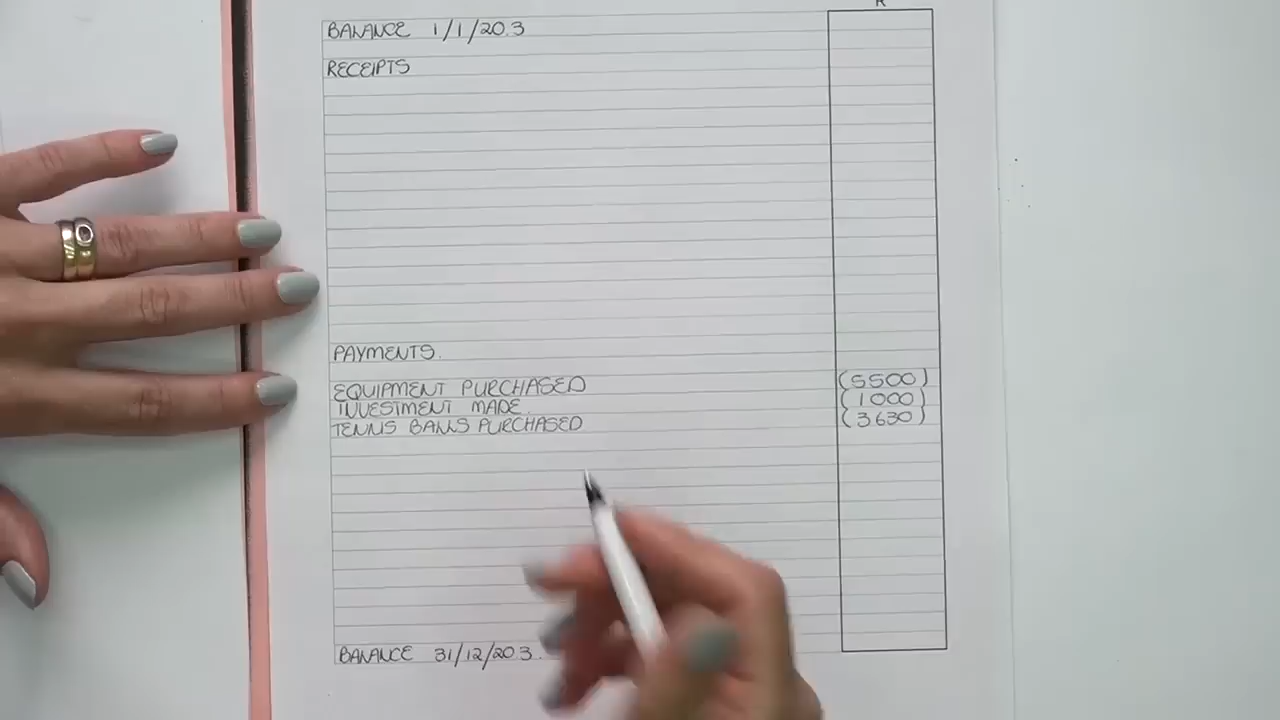 R
BALANCE 1/1/20.3
RECEIPTS
PAYMENTS.
EQUIPMENT PURCHASED (5500)
INVESTMENT MADE. (1000)
TENNIS BALLS PURCHASED (3630)
BALANCE 31/12/20.3.